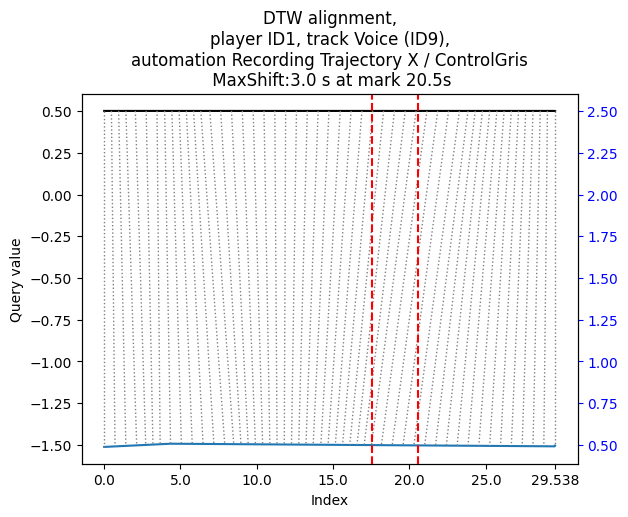 DTW alignment,
player ID1, track Voice (ID9),
automation Recording Trajectory X / ControlGris
MaxShift:3.0 s at mark 20.5s
Query value
0.50
0.25
0.00
−0.25
−0.50
−0.75
−1.00
−1.25
−1.50
2.50
2.25
2.00
1.75
1.50
1.25
1.00
0.75
0.50
0.0 5.0 10.0 15.0 20.0 25.0 29.538
Index